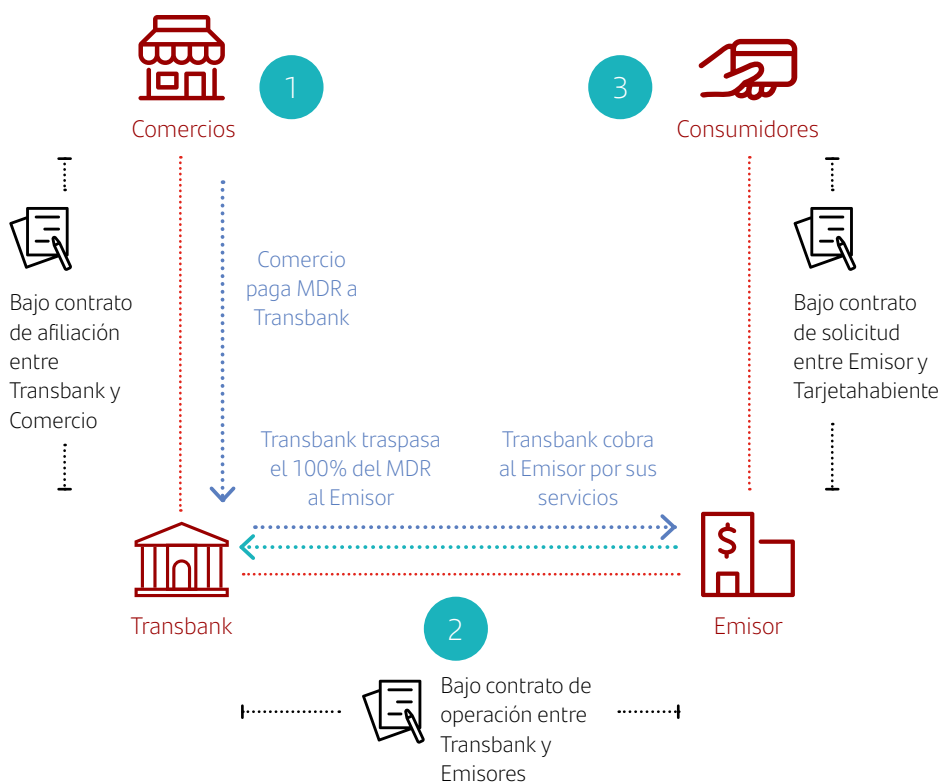 1
3
Comercios
Consumidores
Bajo contrato
de afiliación
entre
Transbank y
Comercio
Comercio
paga MDR a
Transbank
Bajo contrato
de solicitud
entre Emisor y
Tarjetahabiente
Transbank traspasa
el 100% del MDR
al Emisor
Transbank cobra
al Emisor por sus
servicios
$
Transbank
Emisor
2
Bajo contrato de
operación entre
Transbank y
Emisores